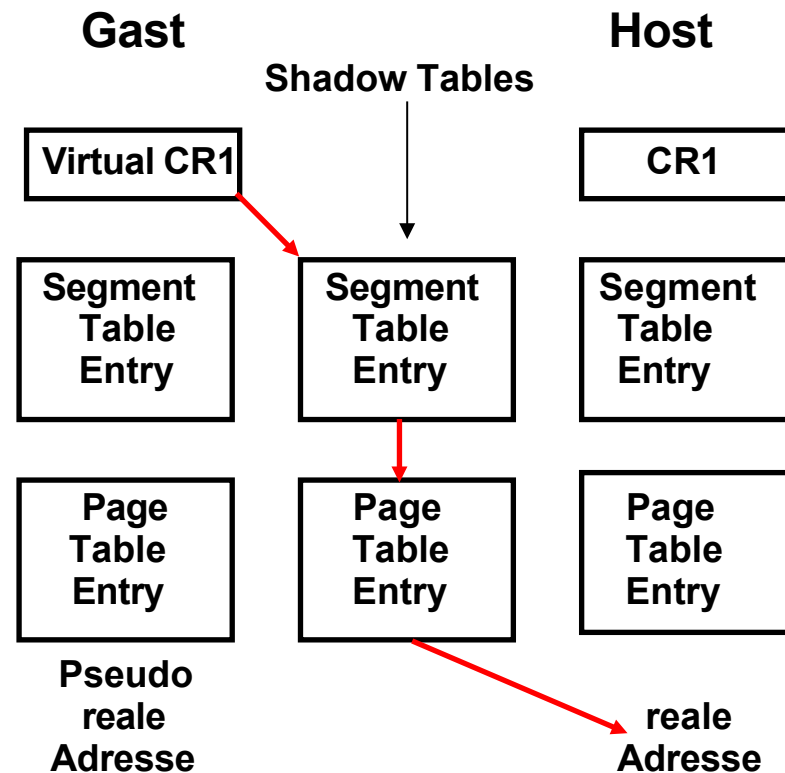 Gast
Host
Shadow Tables
Virtual CR1
CR1
Segment
Table
Entry
Segment
Table
Entry
Segment
Table
Entry
Page
Table
Entry
Page
Table
Entry
Page
Table
Entry
Pseudo
reale
Adresse
reale
Adresse